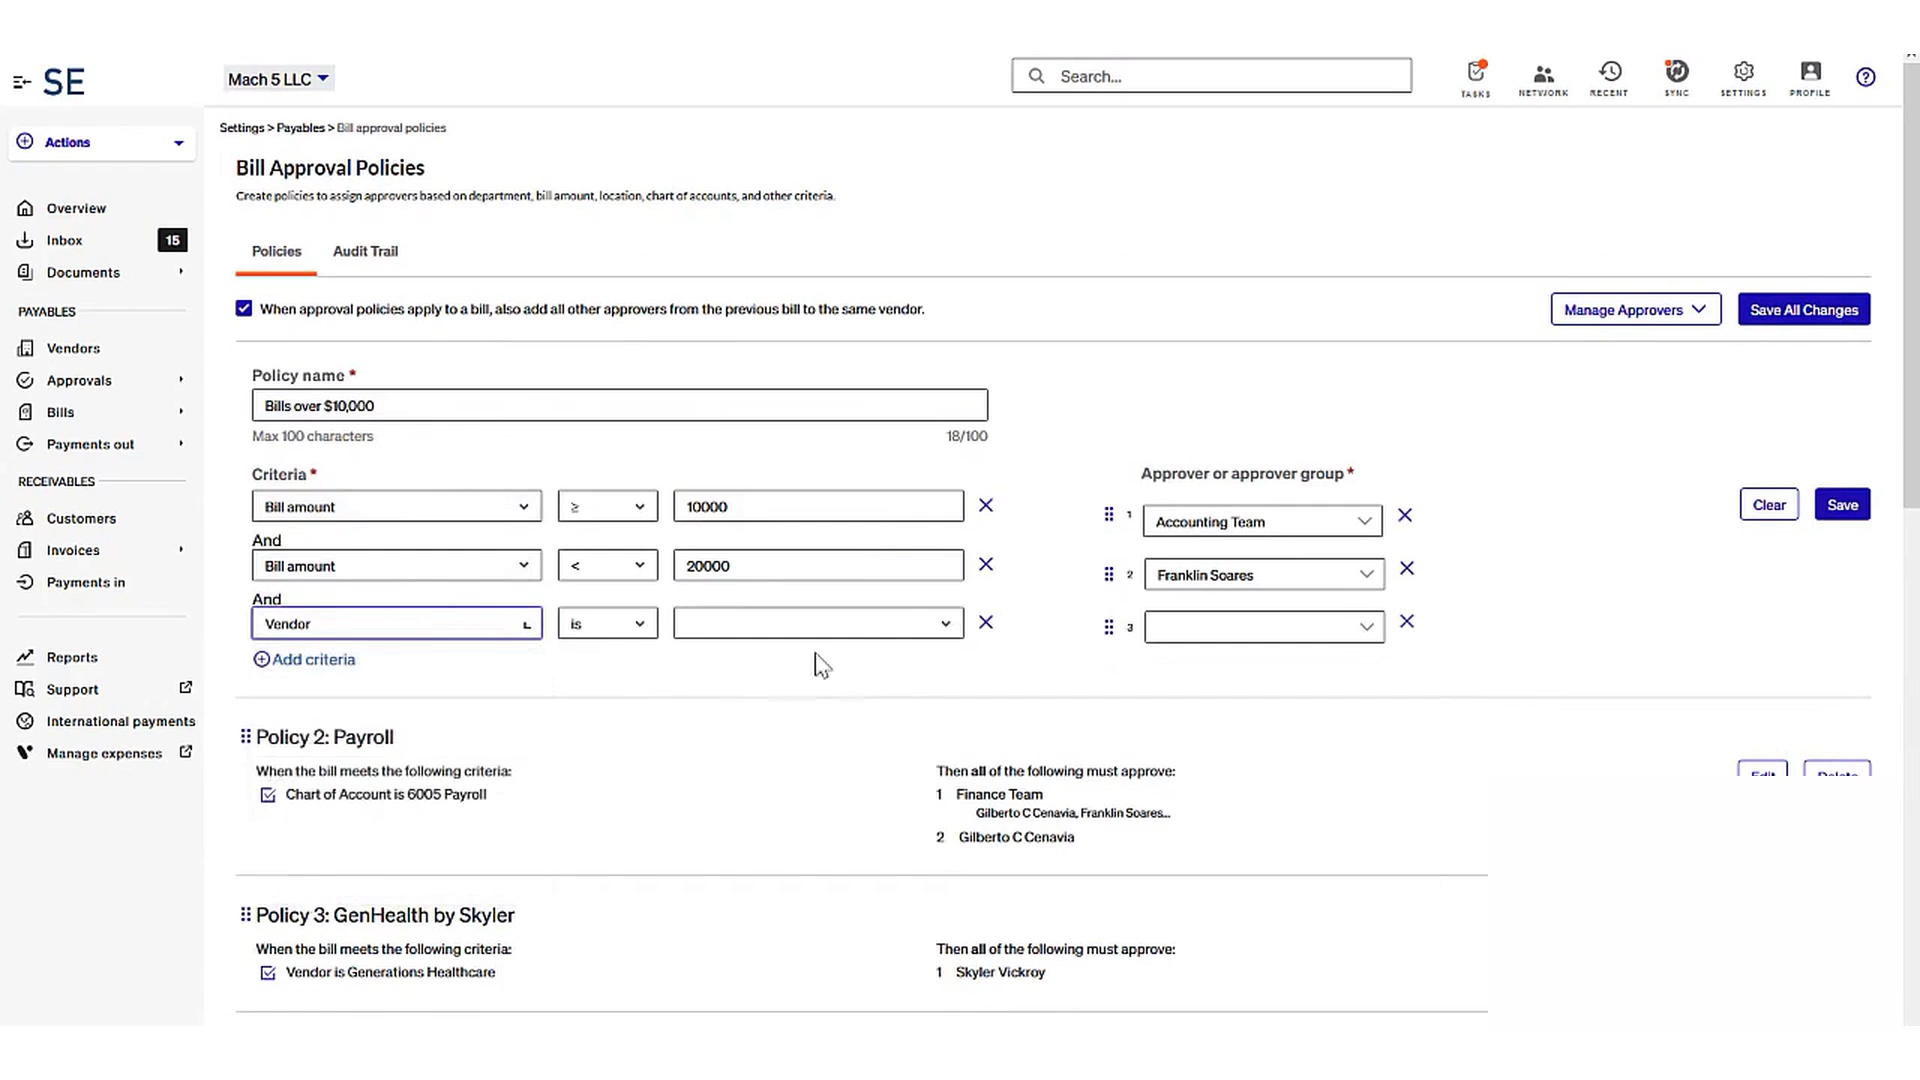 SE
Mach 5 LLC
Search...
TASKS
NETWORK
RECENT
SYNC
SETTINGS
PROFILE
?
Actions
Overview
Inbox
15
Documents
PAYABLES
Vendors
Approvals
Bills
Payments out
RECEIVABLES
Customers
Invoices
Payments in
Reports
Support
International payments
Manage expenses
Settings > Payables > Bill approval policies
Bill Approval Policies
Create policies to assign approvers based on department, bill amount, location, chart of accounts, and other criteria.
Policies
Audit Trail
When approval policies apply to a bill, also add all other approvers from the previous bill to the same vendor.
Manage Approvers
Save All Changes
Policy name *
Bills over $10,000
Max 100 characters
18/100
Criteria *
Approver or approver group *
Bill amount
≥
10000
1
Accounting Team
Clear
Save
And
Bill amount
<
20000
2
Franklin Soares
And
Vendor
is
3
Add criteria
Policy 2: Payroll
When the bill meets the following criteria:
Then all of the following must approve:
Edit
Delete
Chart of Account is 6005 Payroll
1 Finance Team
Gilberto C Cenavia, Franklin Soares...
2 Gilberto C Cenavia
Policy 3: GenHealth by Skyler
When the bill meets the following criteria:
Then all of the following must approve:
Vendor is Generations Healthcare
1 Skyler Vickroy